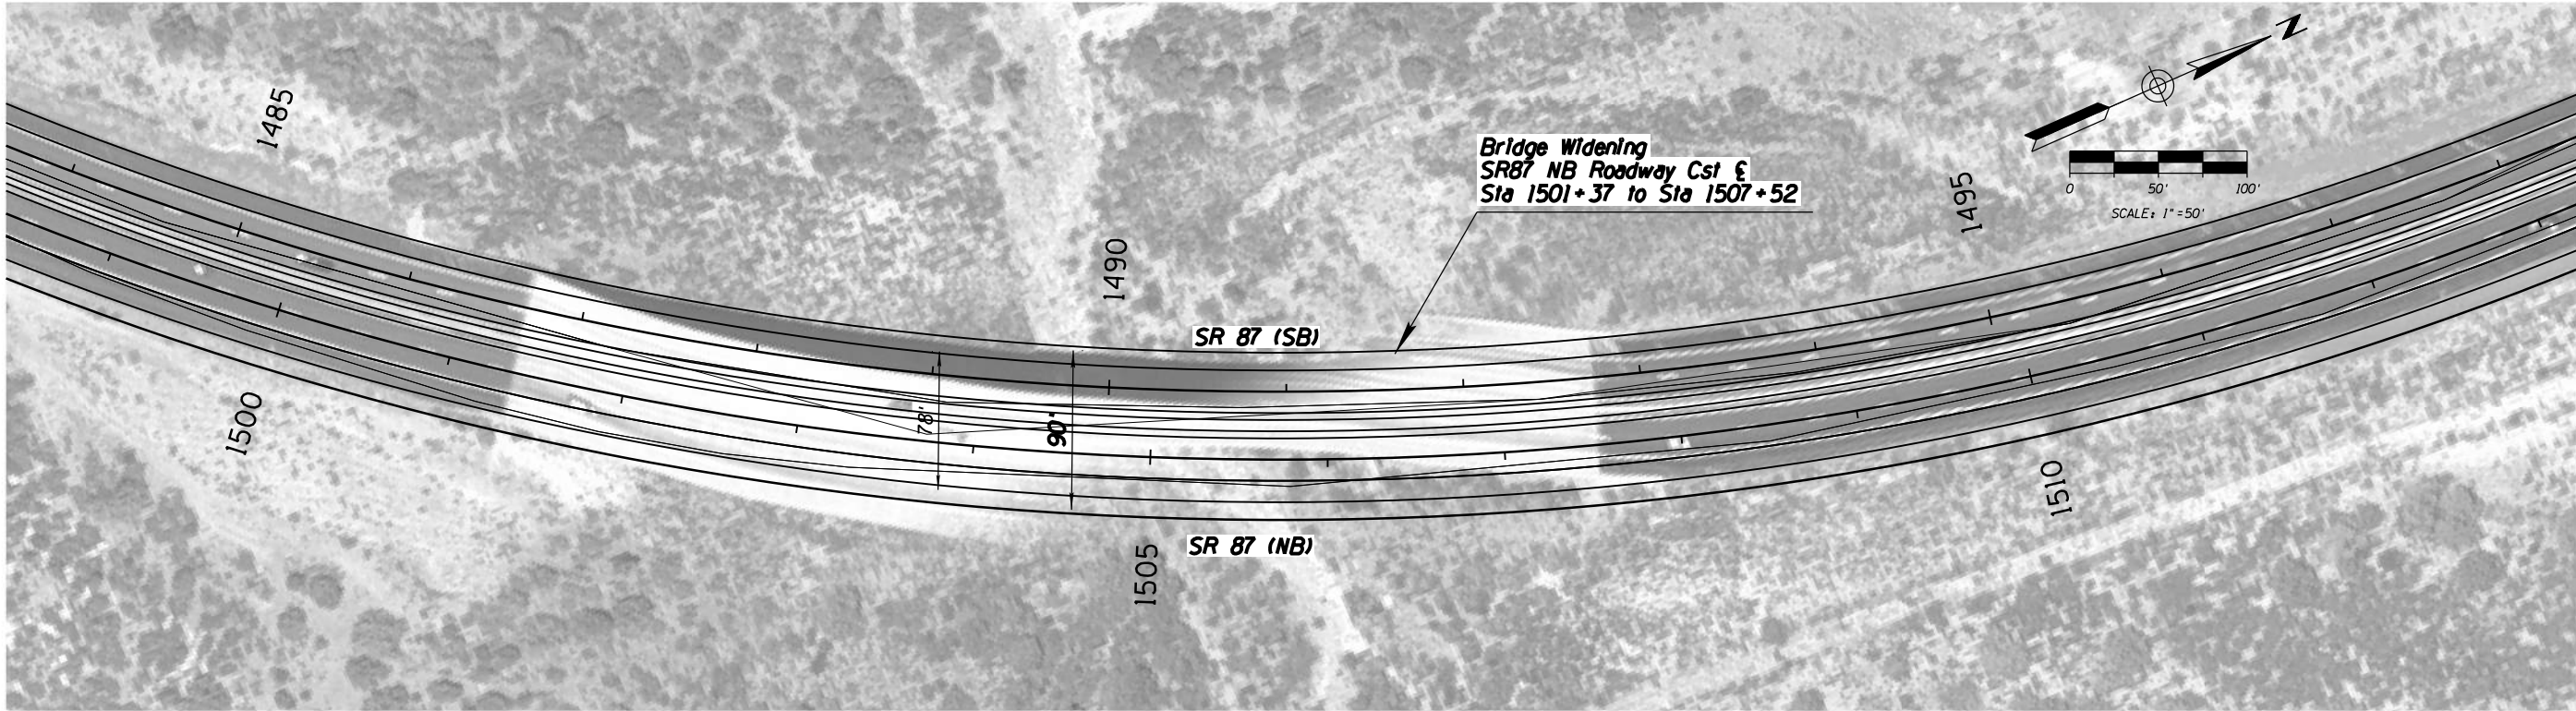 N
1485
Bridge Widening
SR87 NB Roadway Cst ℄
Sta 1501+37 to Sta 1507+52
1495
0 50' 100'
SCALE: 1"=50'
1490
SR 87 (SB)
78'
90'
1500
1510
SR 87 (NB)
1505